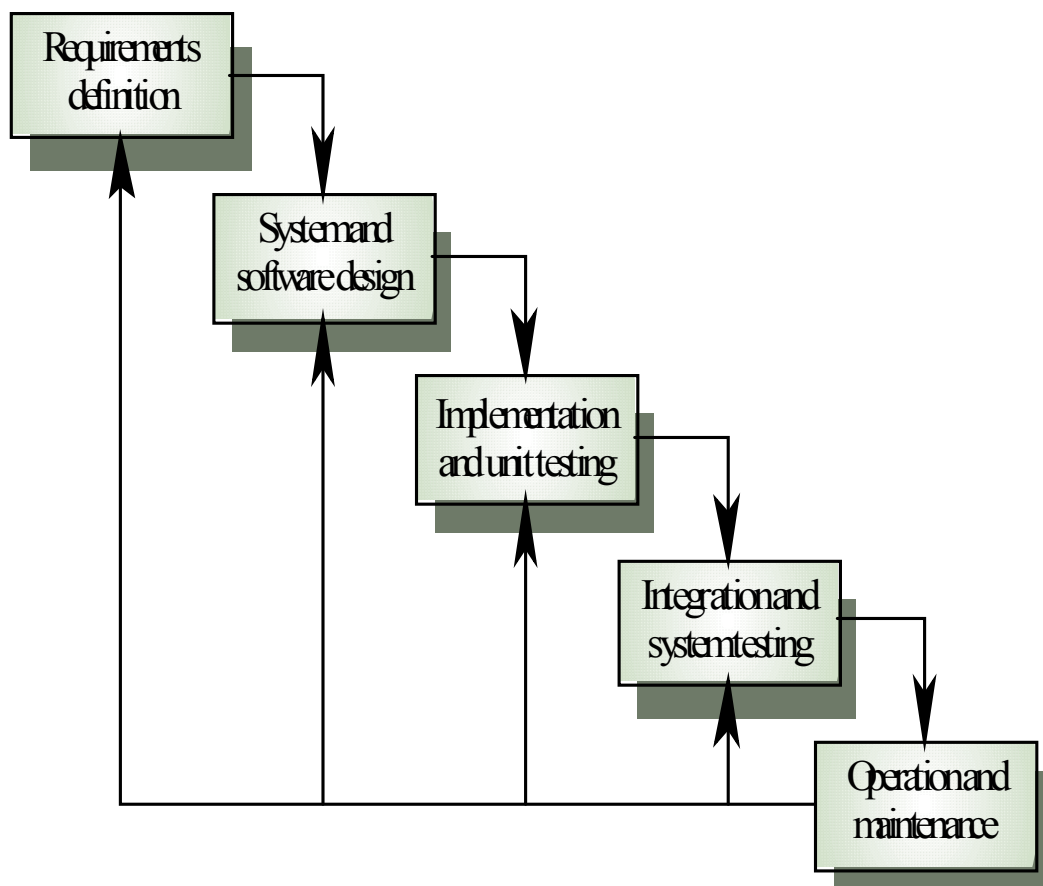 Requirements
definition
System and
software design
Implementation
and unit testing
Integration and
system testing
Operation and
maintenance